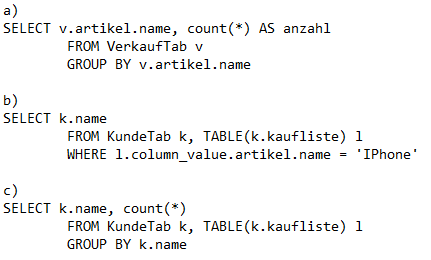 a)
SELECT v.artikel.name, count(*) AS anzahl
FROM VerkaufTab v
GROUP BY v.artikel.name
b)
SELECT k.name
FROM KundeTab k, TABLE(k.kaufliste) l
WHERE l.column_value.artikel.name = 'IPhone'
c)
SELECT k.name, count(*)
FROM KundeTab k, TABLE(k.kaufliste) l
GROUP BY k.name